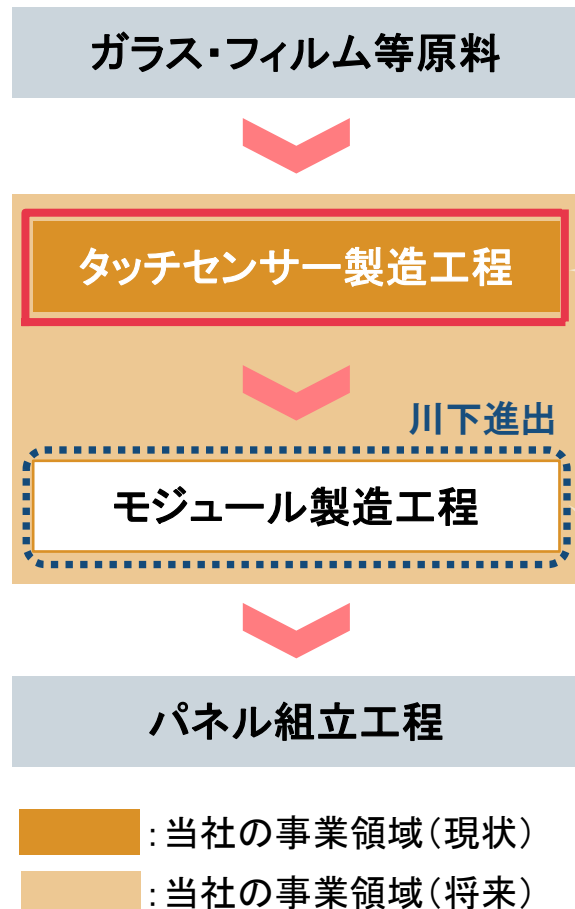 ガラス・フィルム等原料
タッチセンサー製造工程
川下進出
モジュール製造工程
パネル組立工程
：当社の事業領域（現状）
：当社の事業領域（将来）